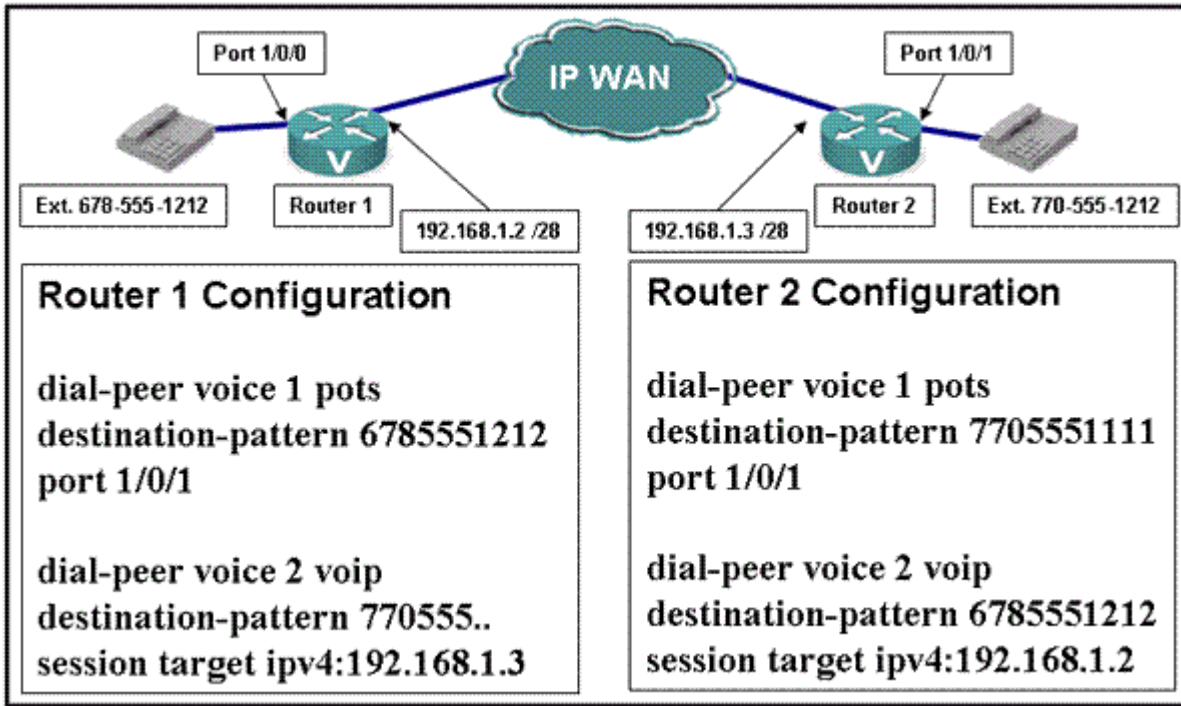 Port 1/0/0
IP WAN
Port 1/0/1
V
V
Ext. 678-555-1212
Router 1
192.168.1.2 /28
192.168.1.3 /28
Router 2
Ext. 770-555-1212
Router 1 Configuration
dial-peer voice 1 pots
destination-pattern 6785551212
port 1/0/1
dial-peer voice 2 voip
destination-pattern 770555..
session target ipv4:192.168.1.3
Router 2 Configuration
dial-peer voice 1 pots
destination-pattern 7705551111
port 1/0/1
dial-peer voice 2 voip
destination-pattern 6785551212
session target ipv4:192.168.1.2